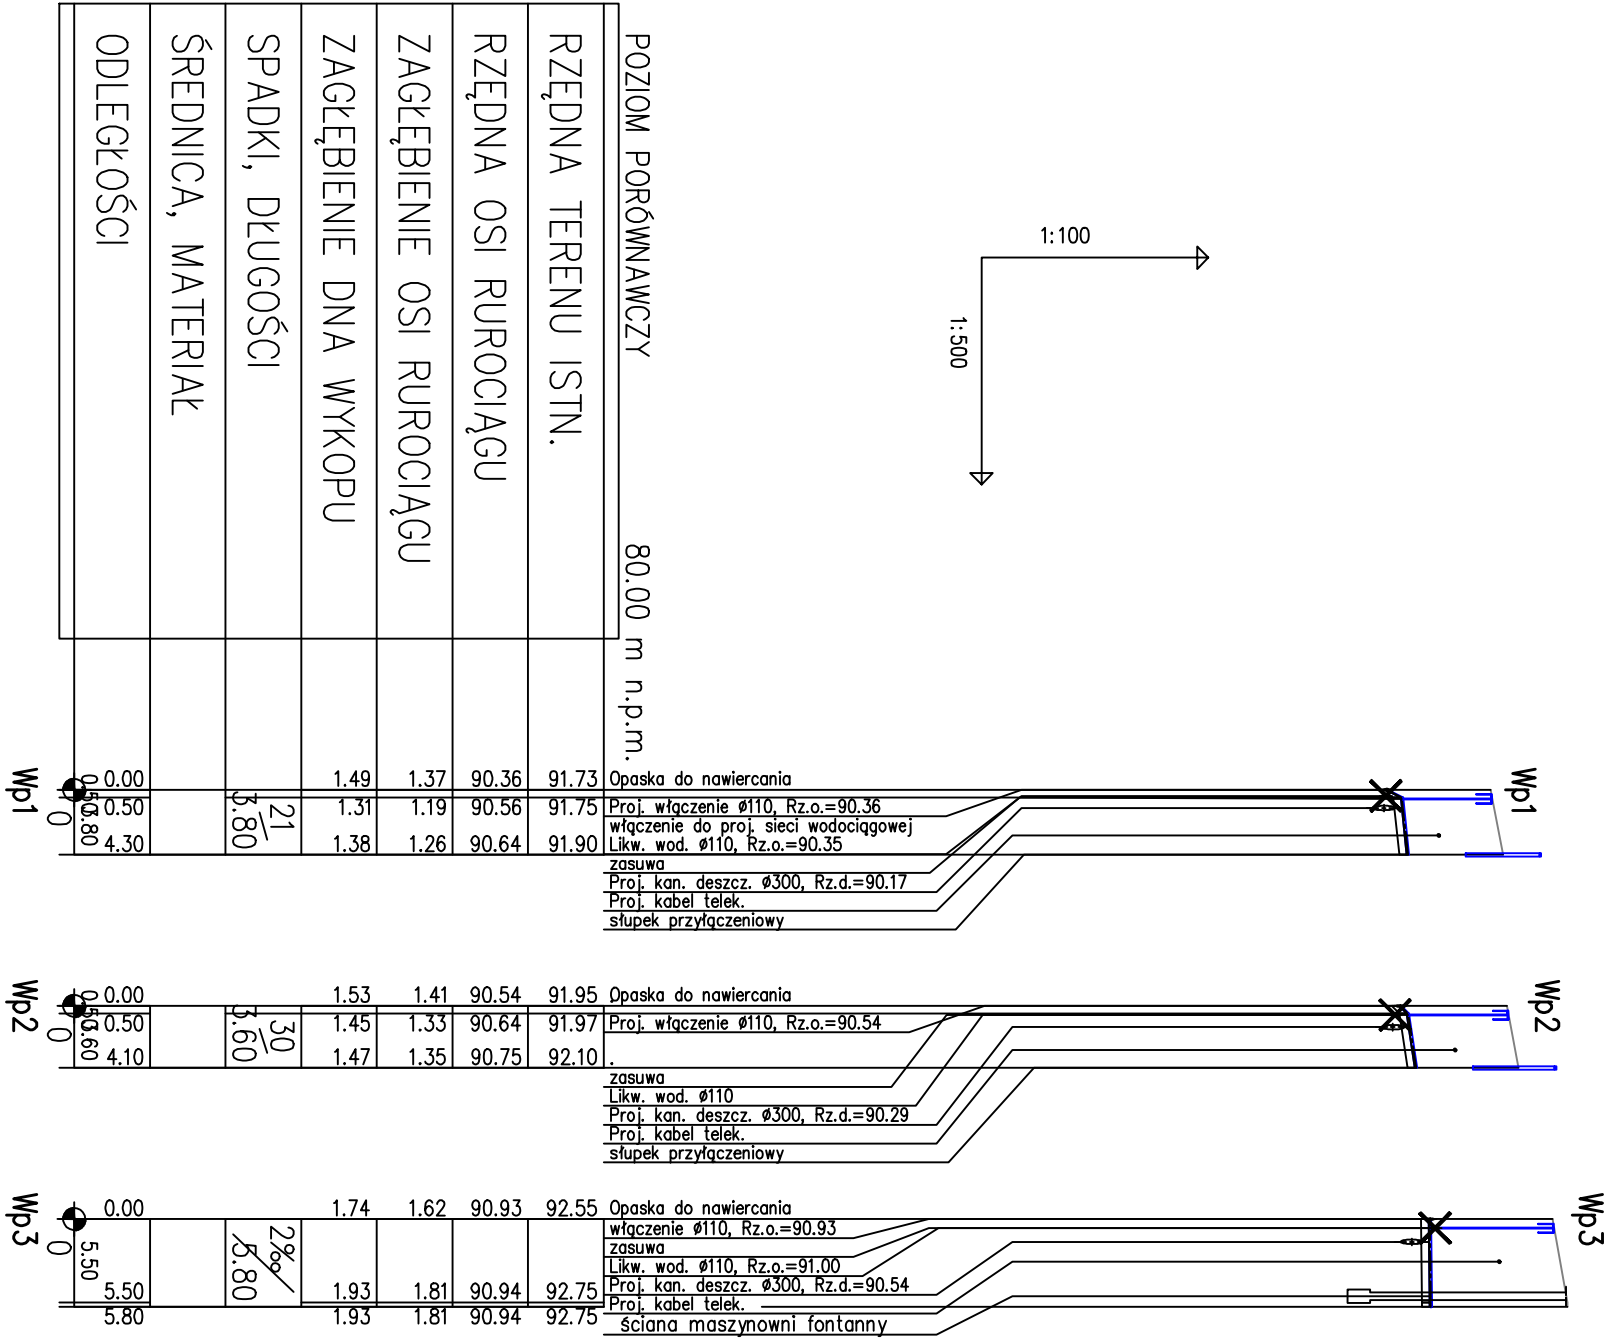 POZIOM PORÓWNAWCZY 80.00 m n.p.m.
RZĘDNA TERENU ISTN.
RZĘDNA OSI RUROCIĄGU
ZAGŁĘBIENIE OSI RUROCIĄGU
ZAGŁĘBIENIE DNA WYKOPU
SPADKI, DŁUGOŚCI
ŚREDNICA, MATERIAŁ
ODLEGŁOŚCI
1:100
1:500
Wp1
0.00 1.49 1.37 90.36 91.73 Opaska do nawiercania
0.50 1.31 1.19 90.56 91.75 Proj. włączenie ø110, Rz.o.=90.36
włączenie do proj. sieci wodociągowej
4.30 1.38 1.26 90.64 91.90 Likw. wod. ø110, Rz.o.=90.35
zasuwa
Proj. kan. deszcz. ø300, Rz.d.=90.17
Proj. kabel telek.
słupek przyłączeniowy
21
3.80
0.50
3.80
0
Wp1
Wp2
0.00 1.53 1.41 90.54 91.95 Opaska do nawiercania
0.50 1.45 1.33 90.64 91.97 Proj. włączenie ø110, Rz.o.=90.54
4.10 1.47 1.35 90.75 92.10 .
zasuwa
Likw. wod. ø110
Proj. kan. deszcz. ø300, Rz.d.=90.29
Proj. kabel telek.
słupek przyłączeniowy
30
3.60
0.50
3.60
0
Wp2
Wp3
0.00 1.74 1.62 90.93 92.55 Opaska do nawiercania
włączenie ø110, Rz.o.=90.93
zasuwa
Likw. wod. ø110, Rz.o.=91.00
5.50 1.93 1.81 90.94 92.75 Proj. kan. deszcz. ø300, Rz.d.=90.54
Proj. kabel telek.
5.80 1.93 1.81 90.94 92.75 ściana maszynowni fontanny
2‰
5.80
5.50
0
Wp3